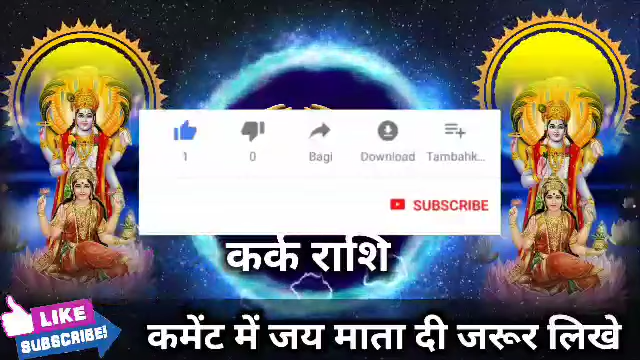 1 0 Bagi Download Tambahk...
SUBSCRIBE
कर्क राशि
LIKE
SUBSCRIBE!
कमेंट में जय माता दी जरूर लिखे